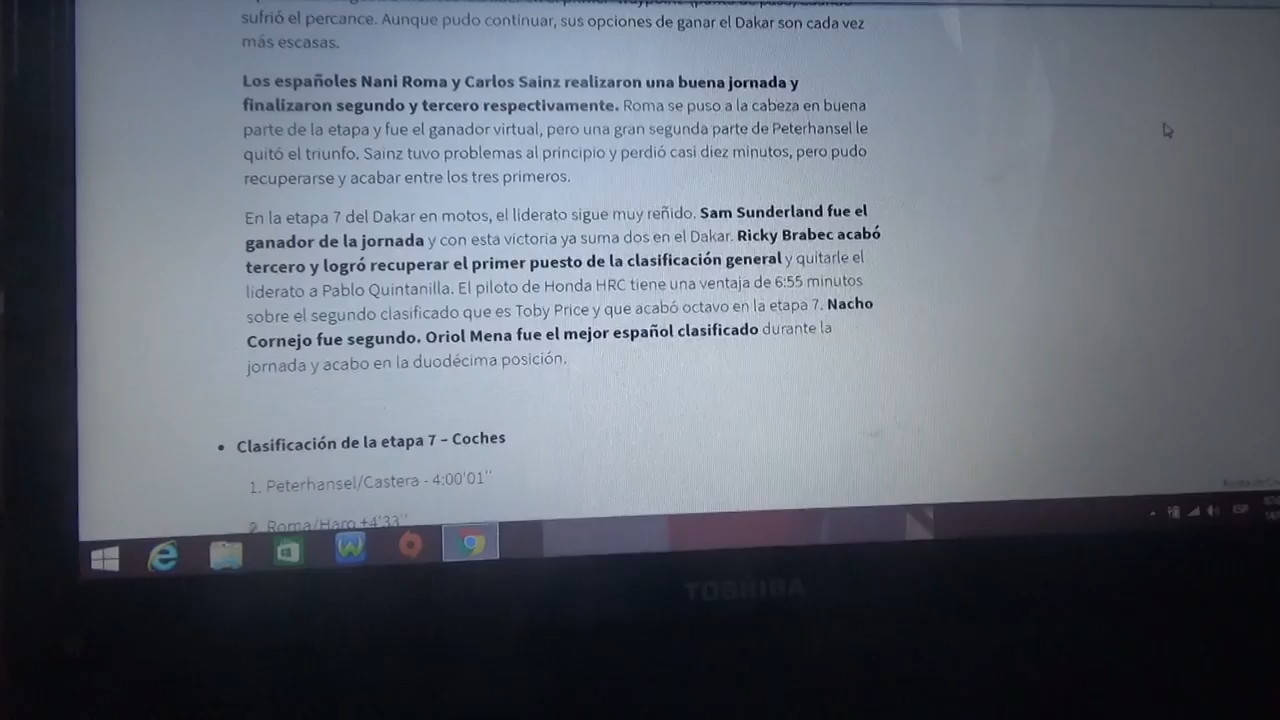 sufrió el percance. Aunque pudo continuar, sus opciones de ganar el Dakar son cada vez
más escasas.
Los españoles Nani Roma y Carlos Sainz realizaron una buena jornada y
finalizaron segundo y tercero respectivamente. Roma se puso a la cabeza en buena
parte de la etapa y fue el ganador virtual, pero una gran segunda parte de Peterhansel le
quitó el triunfo. Sainz tuvo problemas al principio y perdió casi diez minutos, pero pudo
recuperarse y acabar entre los tres primeros.
En la etapa 7 del Dakar en motos, el liderato sigue muy reñido. Sam Sunderland fue el
ganador de la jornada y con esta victoria ya suma dos en el Dakar. Ricky Brabec acabó
tercero y logró recuperar el primer puesto de la clasificación general y quitarle el
liderato a Pablo Quintanilla. El piloto de Honda HRC tiene una ventaja de 6:55 minutos
sobre el segundo clasificado que es Toby Price y que acabó octavo en la etapa 7. Nacho
Cornejo fue segundo. Oriol Mena fue el mejor español clasificado durante la
jornada y acabo en la duodécima posición.
• Clasificación de la etapa 7 – Coches
1. Peterhansel/Castera - 4:00'01''
2. Roma/Haro +4'33''
ESP
TOSHIBA